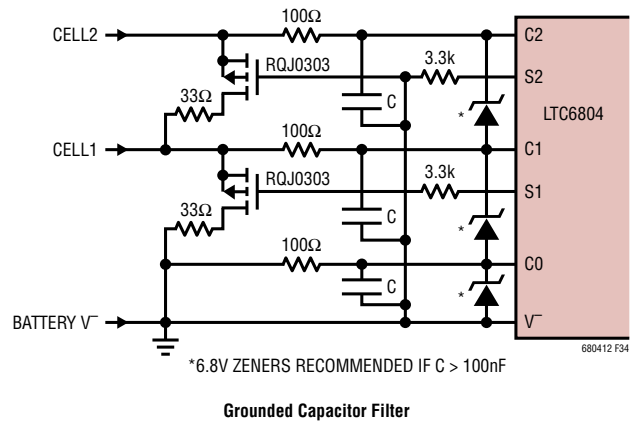 100Ω
CELL2
C2
RQJ0303
3.3k
S2
C
*
LTC6804
33Ω
100Ω
CELL1
C1
RQJ0303
3.3k
S1
C
*
33Ω
100Ω
C0
C
*
BATTERY V–
V–
680412 F34
*6.8V ZENERS RECOMMENDED IF C > 100nF
Grounded Capacitor Filter